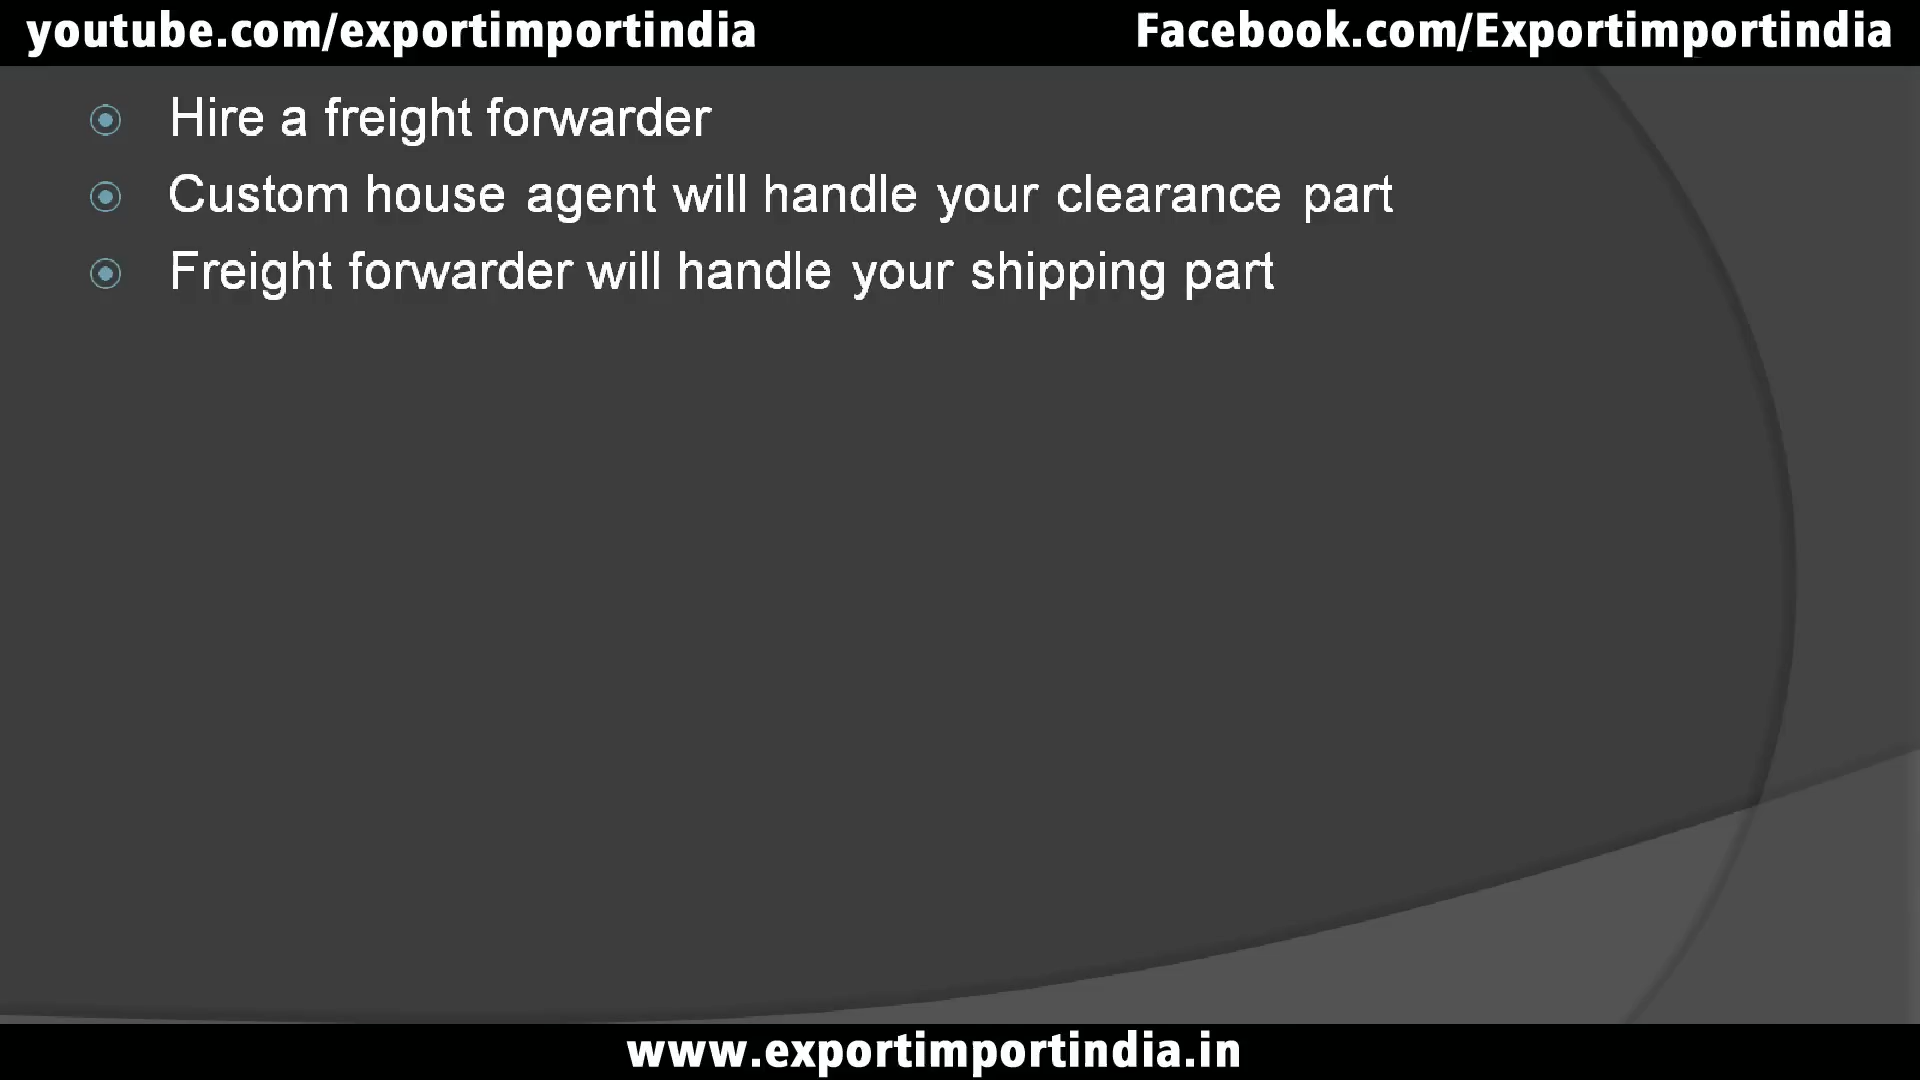 youtube.com/exportimportindia
Facebook.com/Exportimportindia
Hire a freight forwarder
Custom house agent will handle your clearance part
Freight forwarder will handle your shipping part
www.exportimportindia.in